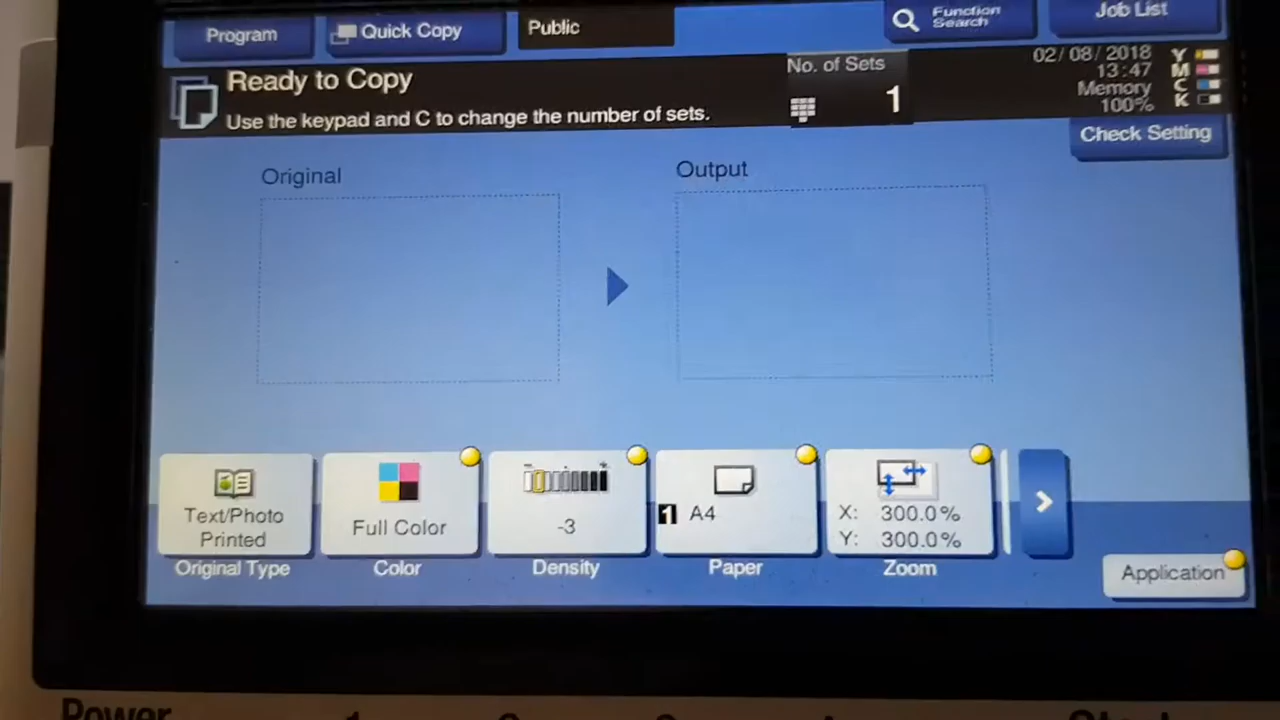 Program
Quick Copy
Public
Function
Search
Job List
Ready to Copy
Use the keypad and C to change the number of sets.
No. of Sets
1
02/08/2018
13:47
Memory
100%
Y
M
C
K
Check Setting
Original
Output
Text/Photo
Printed
Original Type
Full Color
Color
- +
-3
Density
1 A4
Paper
X: 300.0%
Y: 300.0%
Zoom
Application
Power